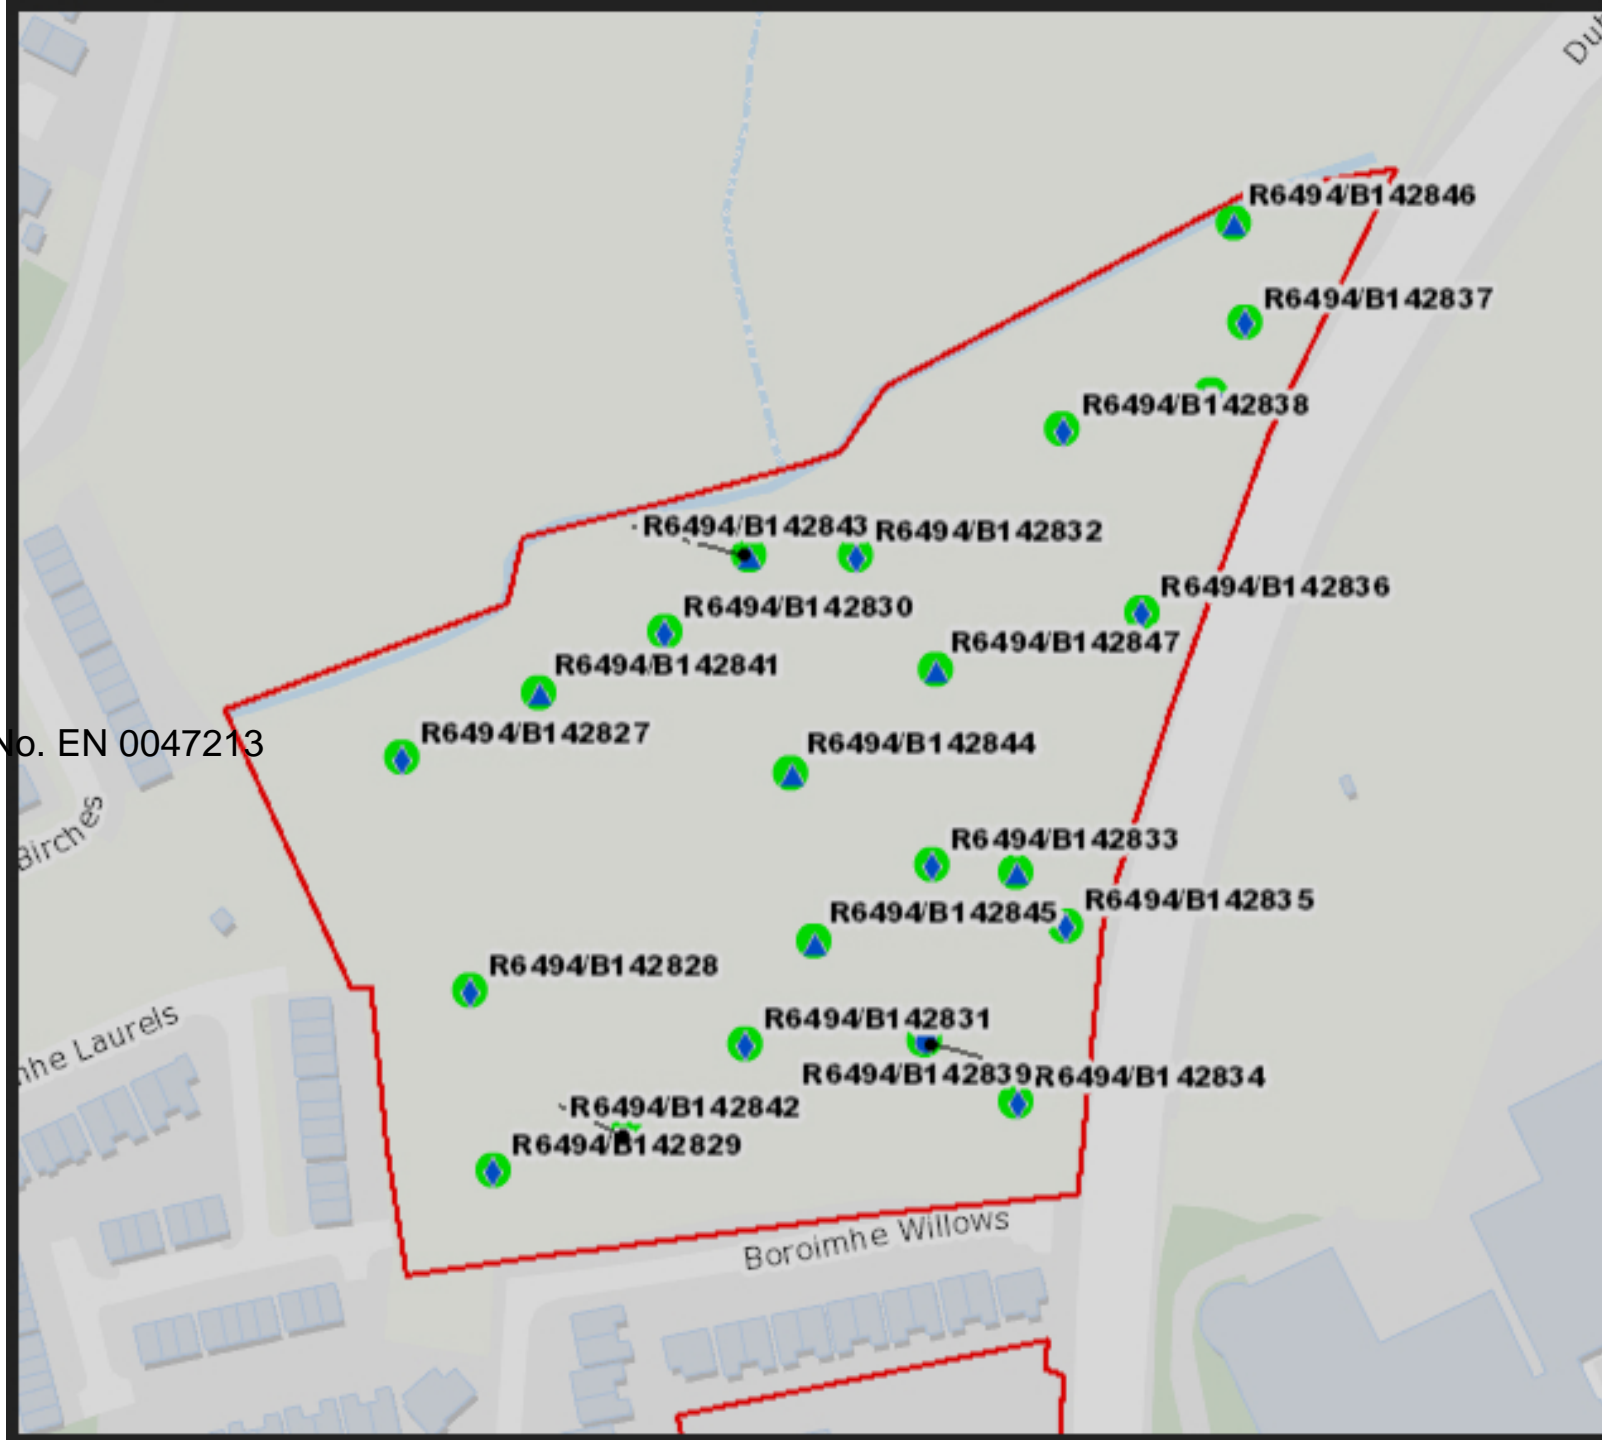 Dub
R6494/B142846
R6494/B142837
R6494/B142838
R6494/B142843
R6494/B142832
R6494/B142836
R6494/B142830
R6494/B142847
R6494/B142841
R6494/B142827
No. EN 0047213
R6494/B142844
Birches
R6494/B142833
R6494/B142835
R6494/B142845
R6494/B142828
mhe Laurels
R6494/B142831
R6494/B142839
R6494/B142834
R6494/B142842
R6494/B142829
Boroimhe Willows